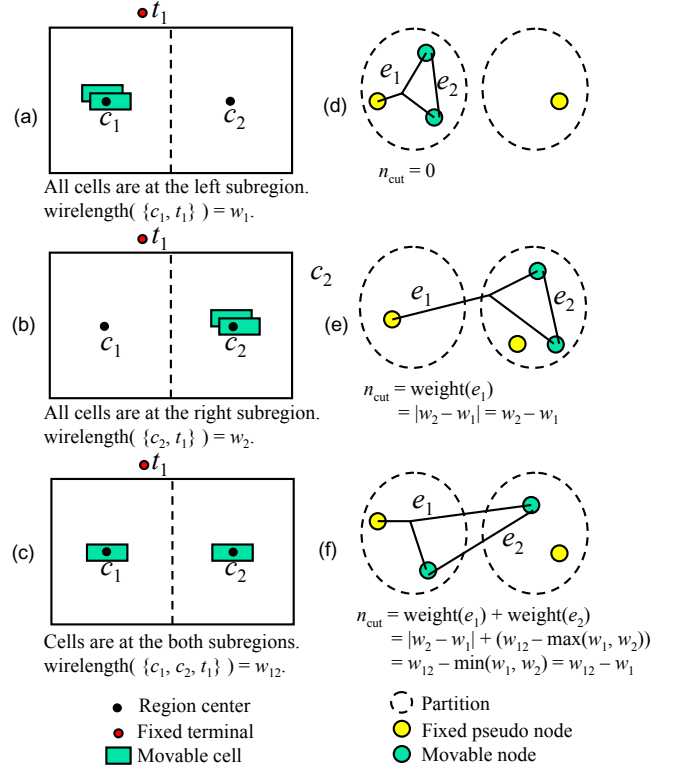 t₁
(a)
c₁
c₂
All cells are at the left subregion.
wirelength( {c₁, t₁} ) = w₁.
(d)
e₁
e₂
n_cut = 0
t₁
(b)
c₁
c₂
All cells are at the right subregion.
wirelength( {c₂, t₁} ) = w₂.
c₂
(e)
e₁
e₂
n_cut = weight(e₁)
= |w₂ – w₁| = w₂ – w₁
t₁
(c)
c₁
c₂
Cells are at the both subregions.
wirelength( {c₁, c₂, t₁} ) = w₁₂.
(f)
e₁
e₂
n_cut = weight(e₁) + weight(e₂)
= |w₂ – w₁| + (w₁₂ – max(w₁, w₂))
= w₁₂ – min(w₁, w₂) = w₁₂ – w₁
Region center
Fixed terminal
Movable cell
Partition
Fixed pseudo node
Movable node